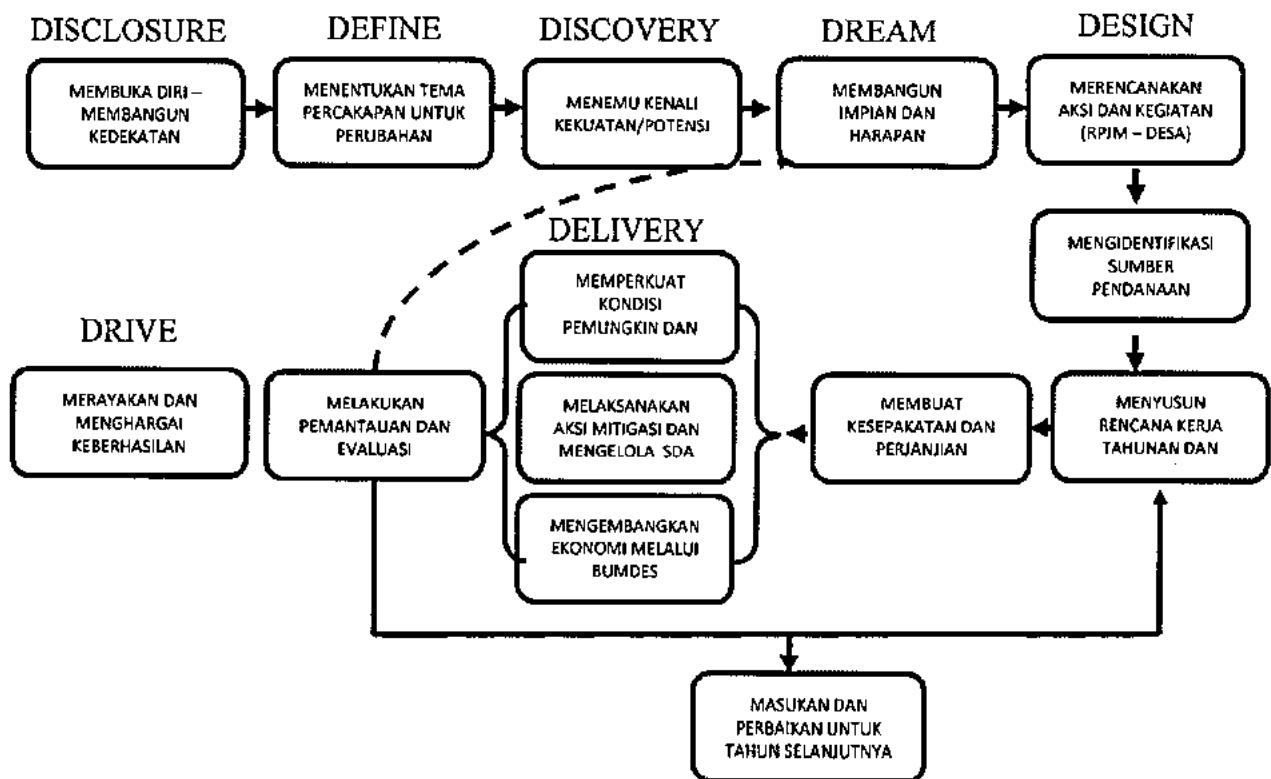 DISCLOSURE
DEFINE
DISCOVERY
DREAM
DESIGN
MEMBUKA DIRI –
MEMBANGUN
KEDEKATAN
MENENTUKAN TEMA
PERCAKAPAN UNTUK
PERUBAHAN
MENEMU KENALI
KEKUATAN/POTENSI
MEMBANGUN
IMPIAN DAN
HARAPAN
MERENCANAKAN
AKSI DAN KEGIATAN
(RPJM – DESA)
MENGIDENTIFIKASI
SUMBER
PENDANAAN
DELIVERY
MEMPERKUAT
KONDISI
PEMUNGKIN DAN
DRIVE
MERAYAKAN DAN
MENGHARGAI
KEBERHASILAN
MELAKUKAN
PEMANTAUAN DAN
EVALUASI
MELAKSANAKAN
AKSI MITIGASI DAN
MENGELOLA SDA
MEMBUAT
KESEPAKATAN DAN
PERJANJIAN
MENYUSUN
RENCANA KERJA
TAHUNAN DAN
MENGEMBANGKAN
EKONOMI MELALUI
BUMDES
MASUKAN DAN
PERBAIKAN UNTUK
TAHUN SELANJUTNYA